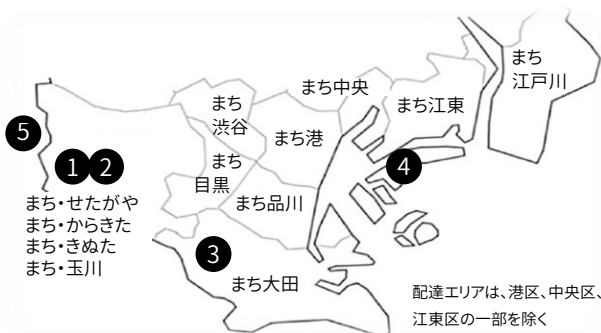 まち
江戸川
まち中央
まち
渋谷
まち江東
まち港
⑤
①②
まち
目黒
④
まち・せたがや
まち・からきた
まち・きぬた
まち・玉川
まち品川
③
まち大田
配達エリアは、港区、中央区、
江東区の一部を除く